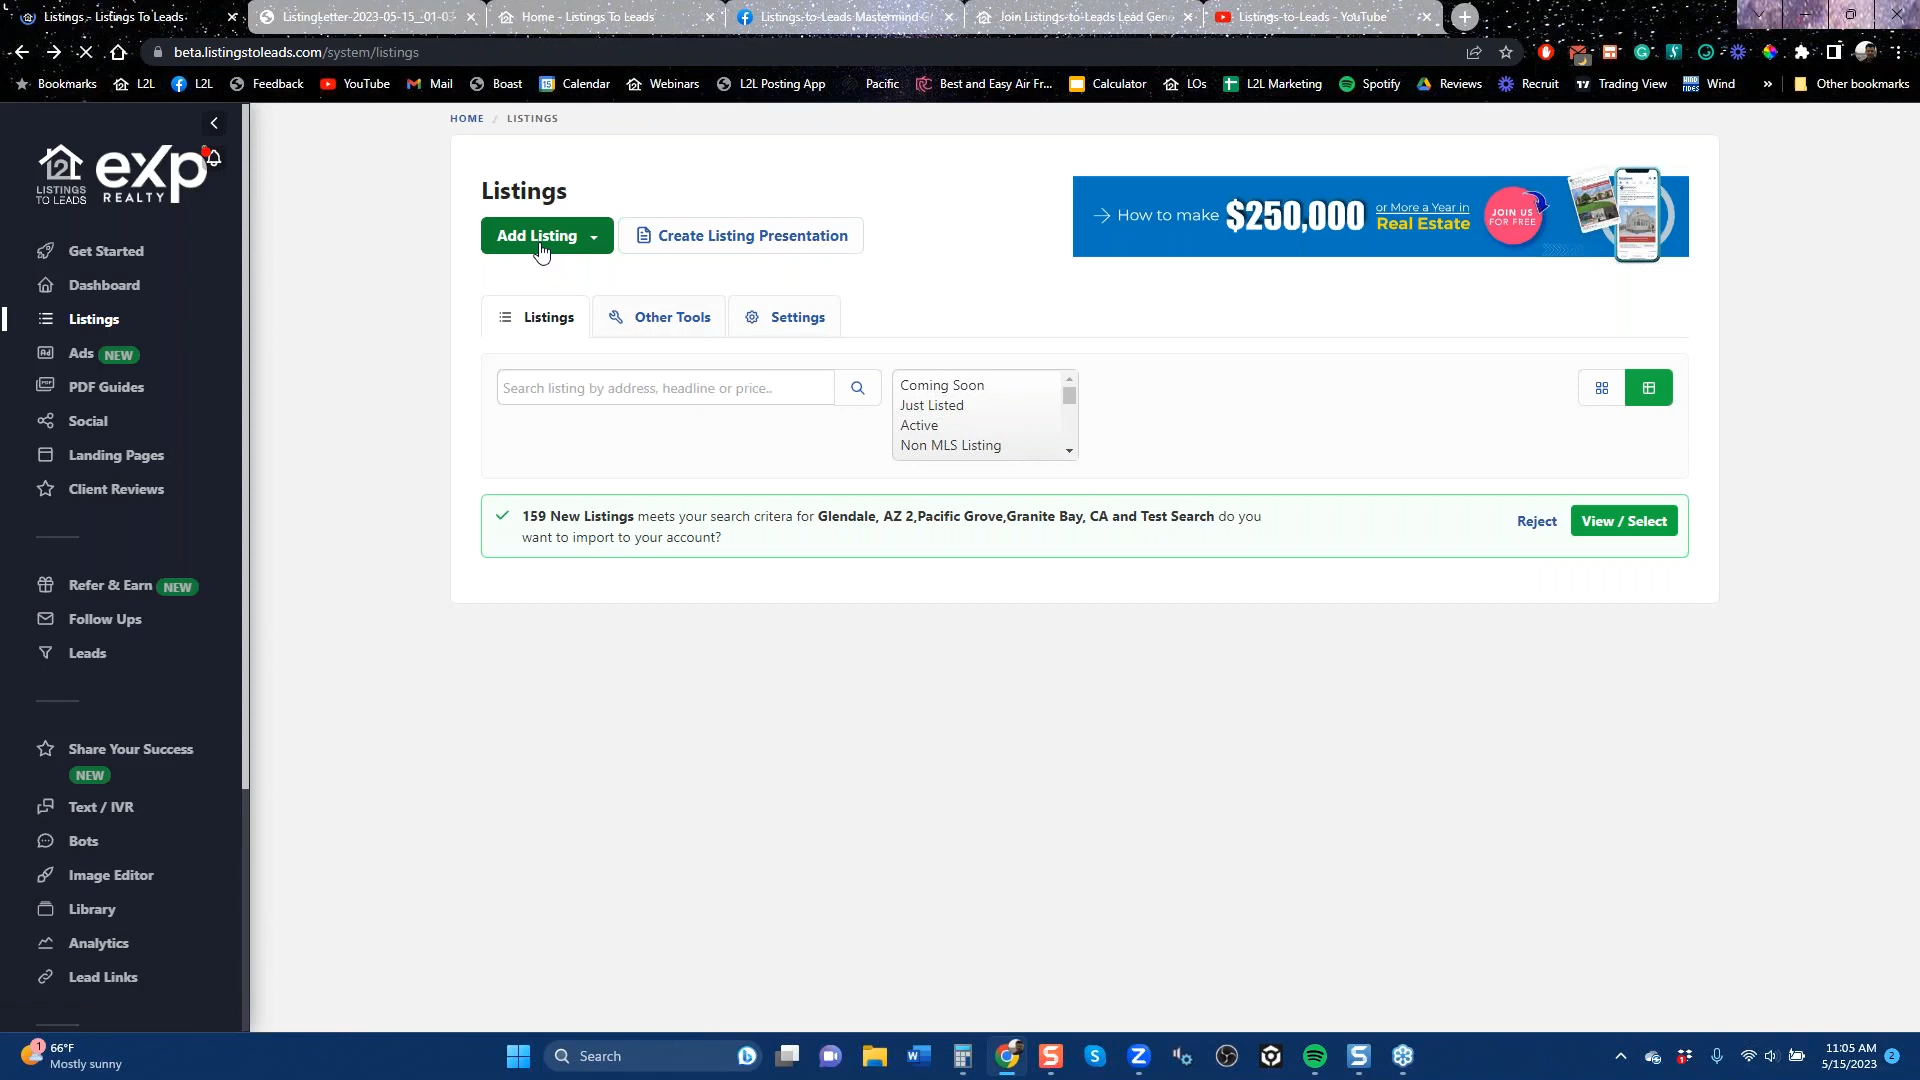 Listings - Listings To Leads
ListingLetter-2023-05-15_01-03
Home - Listings To Leads
Listings-to-Leads Mastermind G
Join Listings-to-Leads Lead Gene
Listings-to-Leads - YouTube
beta.listingstoleads.com/system/listings
Bookmarks L2L L2L Feedback YouTube Mail Boast Calendar Webinars L2L Posting App Pacific Best and Easy Air Fr... Calculator LOs L2L Marketing Spotify Reviews Recruit Trading View Wind » Other bookmarks
L2L
LISTINGS
TO LEADS
eXp
REALTY
Get Started
Dashboard
Listings
Ads NEW
PDF Guides
Social
Landing Pages
Client Reviews
Refer & Earn NEW
Follow Ups
Leads
Share Your Success
NEW
Text / IVR
Bots
Image Editor
Library
Analytics
Lead Links
HOME / LISTINGS
Listings
Add Listing
Create Listing Presentation
How to make $250,000 or More a Year in
Real Estate
JOIN US
FOR FREE
Listings
Other Tools
Settings
Search listing by address, headline or price..
Coming Soon
Just Listed
Active
Non MLS Listing
159 New Listings meets your search critera for Glendale, AZ 2,Pacific Grove,Granite Bay, CA and Test Search do you
want to import to your account?
Reject
View / Select
1
66°F
Mostly sunny
Search
11:05 AM
5/15/2023
2